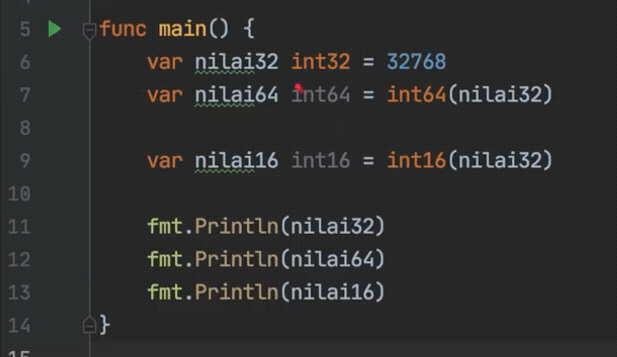 5 func main() {
6 var nilai32 int32 = 32768
7 var nilai64 int64 = int64(nilai32)
8
9 var nilai16 int16 = int16(nilai32)
10
11 fmt.Println(nilai32)
12 fmt.Println(nilai64)
13 fmt.Println(nilai16)
14 }